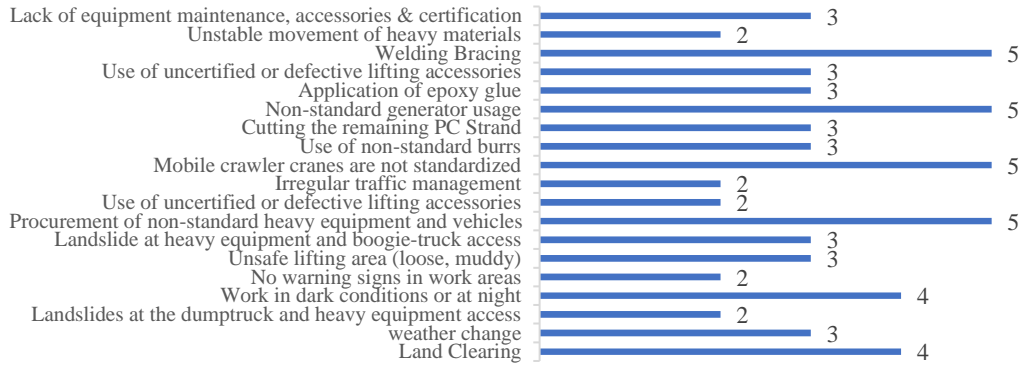 Lack of equipment maintenance, accessories & certification 3
Unstable movement of heavy materials 2
Welding Bracing 5
Use of uncertified or defective lifting accessories 3
Application of epoxy glue 3
Non-standard generator usage 5
Cutting the remaining PC Strand 3
Use of non-standard burrs 3
Mobile crawler cranes are not standardized 5
Irregular traffic management 2
Use of uncertified or defective lifting accessories 2
Procurement of non-standard heavy equipment and vehicles 5
Landslide at heavy equipment and boogie-truck access 3
Unsafe lifting area (loose, muddy) 3
No warning signs in work areas 2
Work in dark conditions or at night 4
Landslides at the dumptruck and heavy equipment access 2
weather change 3
Land Clearing 4